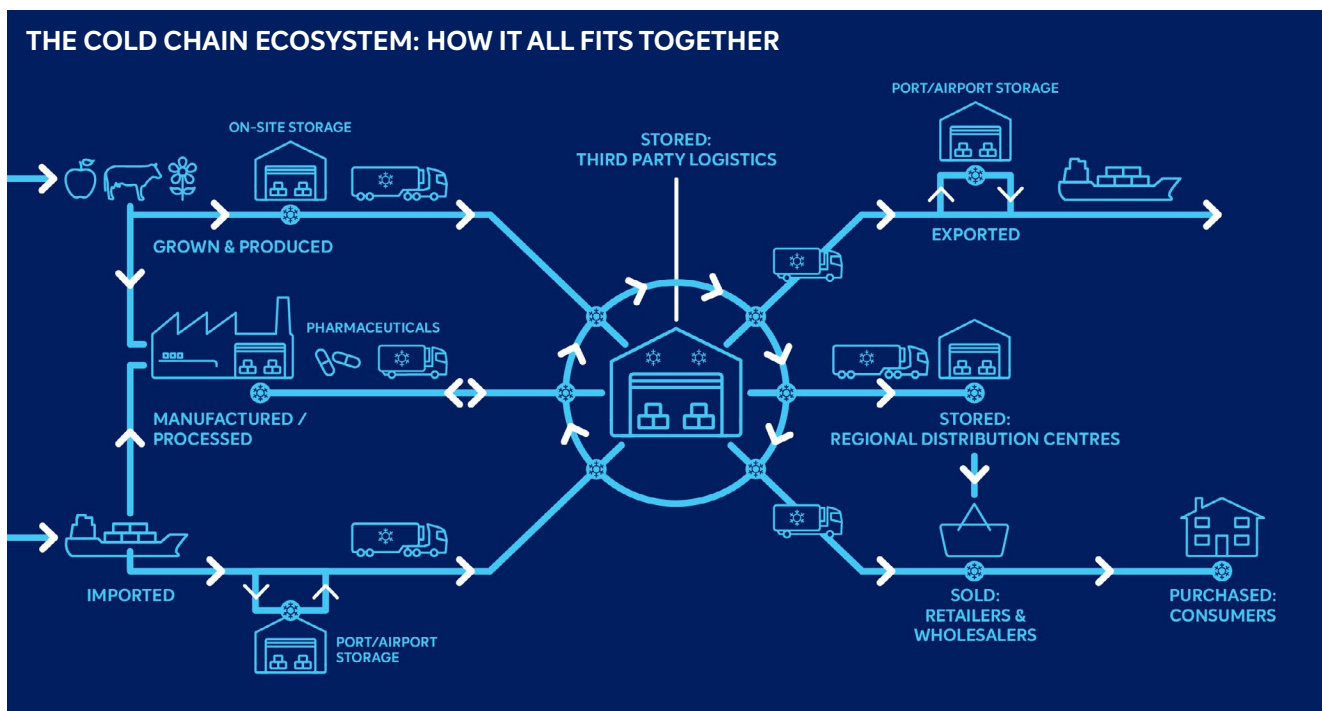 THE COLD CHAIN ECOSYSTEM: HOW IT ALL FITS TOGETHER
PORT/AIRPORT STORAGE
ON-SITE STORAGE
STORED:
THIRD PARTY LOGISTICS
GROWN & PRODUCED
EXPORTED
PHARMACEUTICALS
MANUFACTURED /
PROCESSED
STORED:
REGIONAL DISTRIBUTION CENTRES
IMPORTED
PORT/AIRPORT
STORAGE
SOLD:
RETAILERS &
WHOLESALERS
PURCHASED:
CONSUMERS